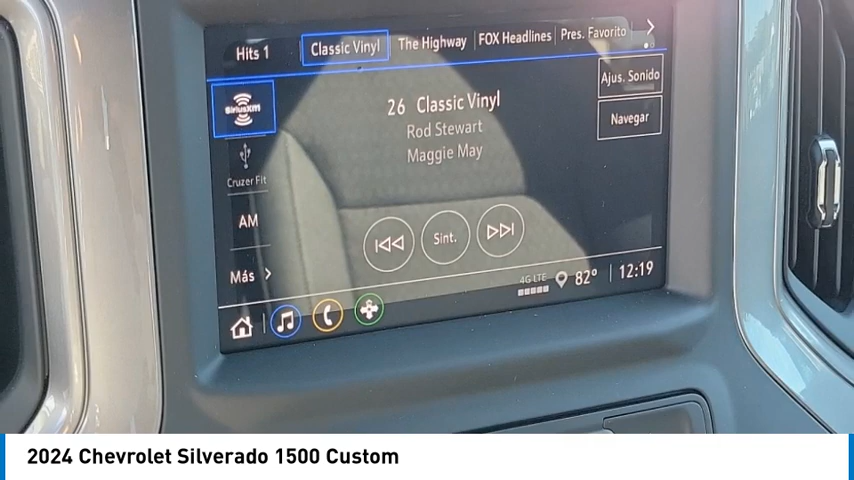 Hits 1
Classic Vinyl
The Highway
FOX Headlines
Pres. Favorito
SiriusXM
26 Classic Vinyl
Rod Stewart
Maggie May
Ajus. Sonido
Navegar
Cruzer Fit
AM
Más
Sint.
4G LTE
82°
12:19
2024 Chevrolet Silverado 1500 Custom